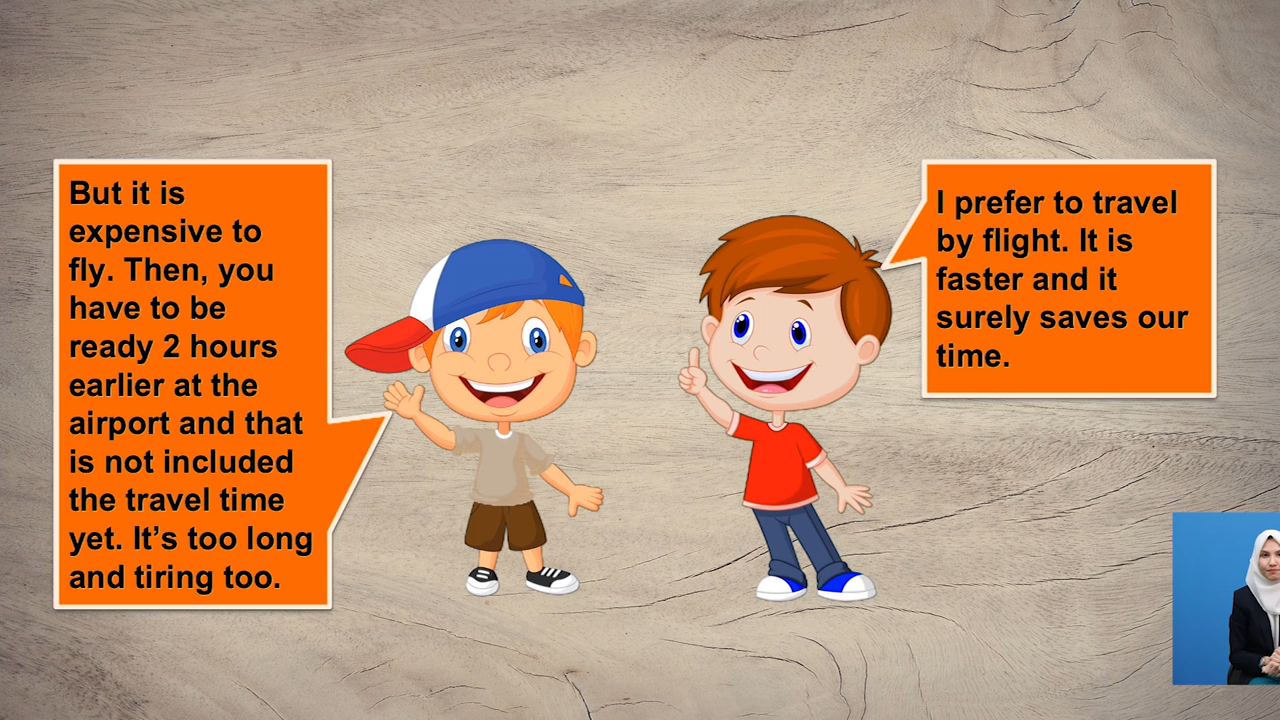 But it is
expensive to
fly. Then, you
have to be
ready 2 hours
earlier at the
airport and that
is not included
the travel time
yet. It’s too long
and tiring too.
I prefer to travel
by flight. It is
faster and it
surely saves our
time.